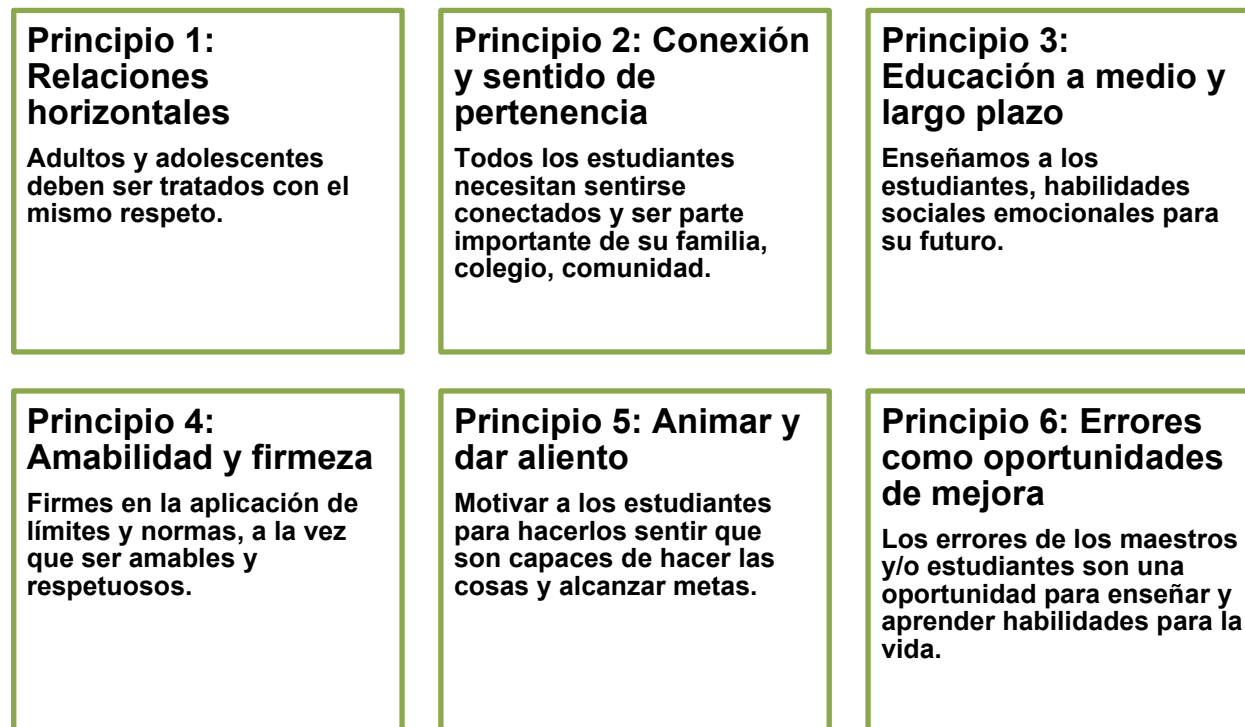 Principio 1:
Relaciones
horizontales
Adultos y adolescentes
deben ser tratados con el
mismo respeto.
Principio 2: Conexión
y sentido de
pertenencia
Todos los estudiantes
necesitan sentirse
conectados y ser parte
importante de su familia,
colegio, comunidad.
Principio 3:
Educación a medio y
largo plazo
Enseñamos a los
estudiantes, habilidades
sociales emocionales para
su futuro.
Principio 4:
Amabilidad y firmeza
Firmes en la aplicación de
límites y normas, a la vez
que ser amables y
respetuosos.
Principio 5: Animar y
dar aliento
Motivar a los estudiantes
para hacerlos sentir que
son capaces de hacer las
cosas y alcanzar metas.
Principio 6: Errores
como oportunidades
de mejora
Los errores de los maestros
y/o estudiantes son una
oportunidad para enseñar y
aprender habilidades para la
vida.